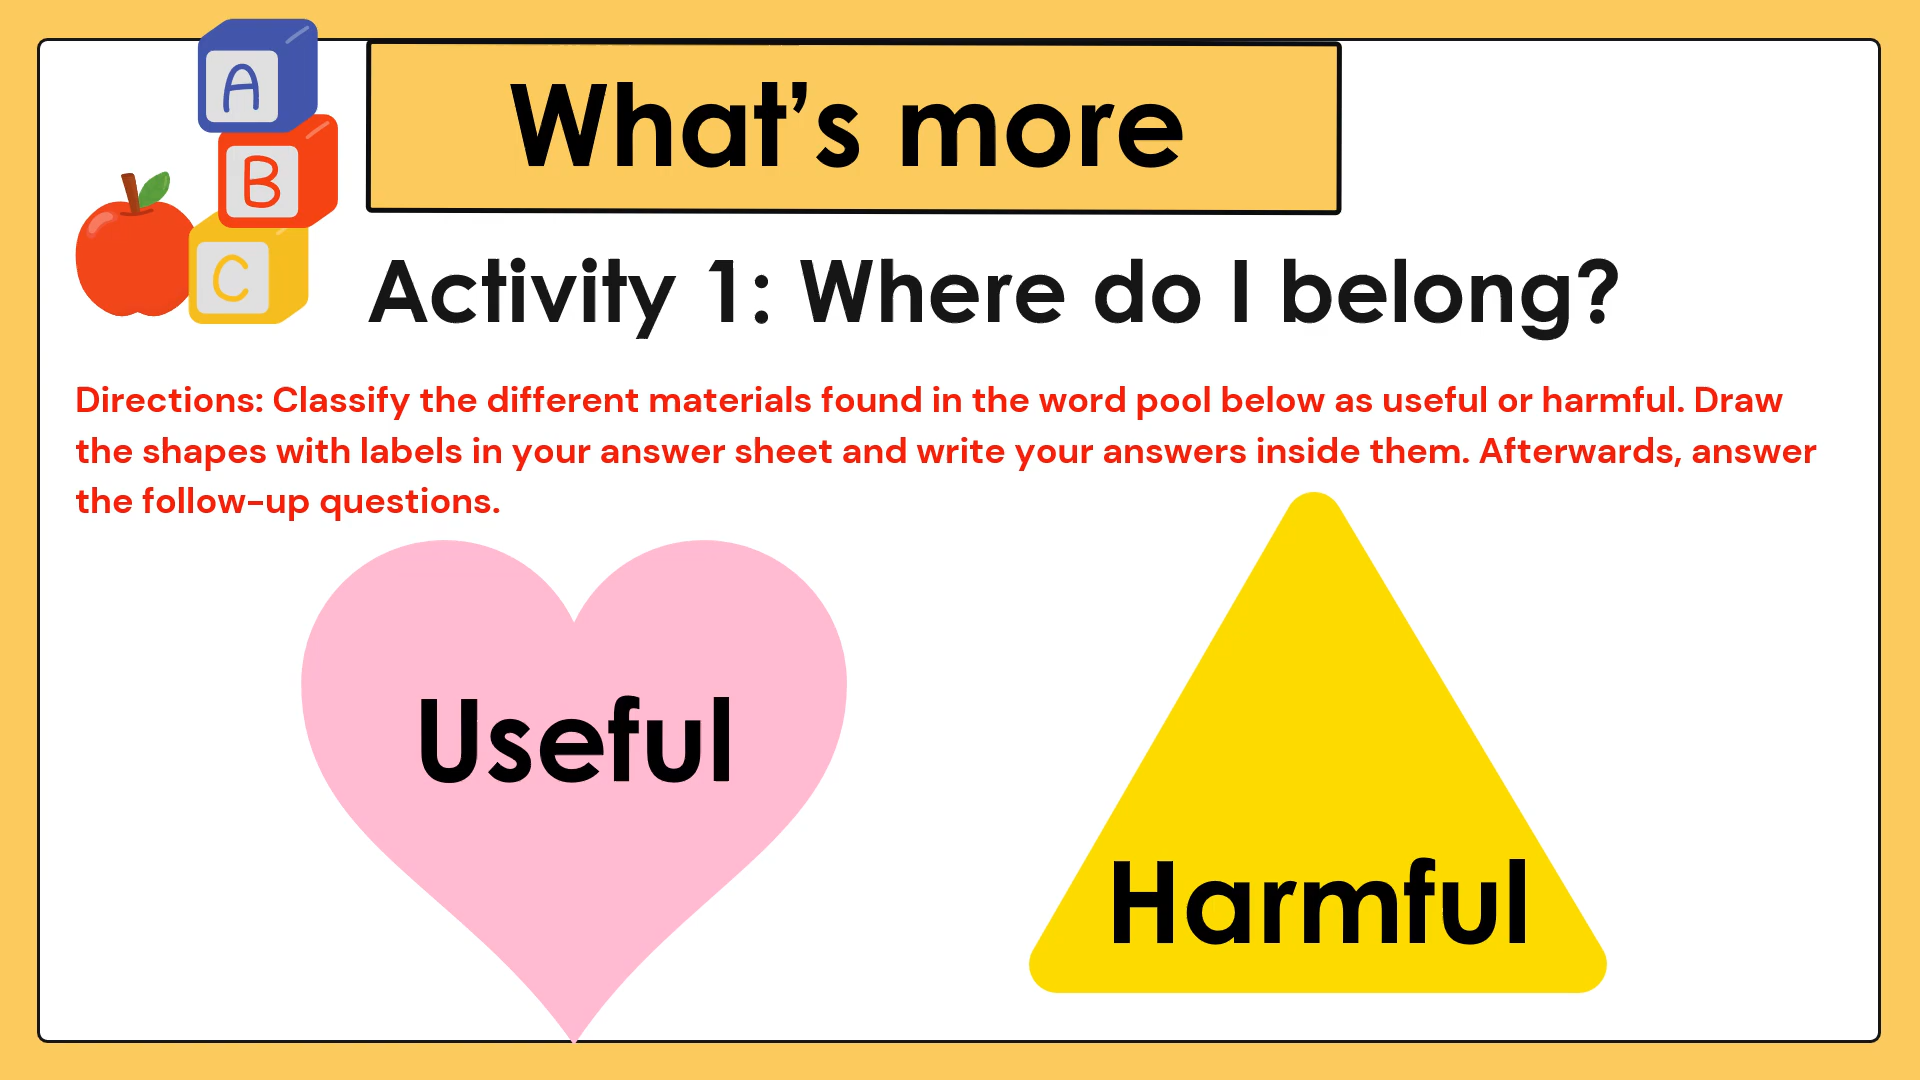 A
B
C
What's more
Activity 1: Where do I belong?
Directions: Classify the different materials found in the word pool below as useful or harmful. Draw
the shapes with labels in your answer sheet and write your answers inside them. Afterwards, answer
the follow-up questions.
Useful
Harmful